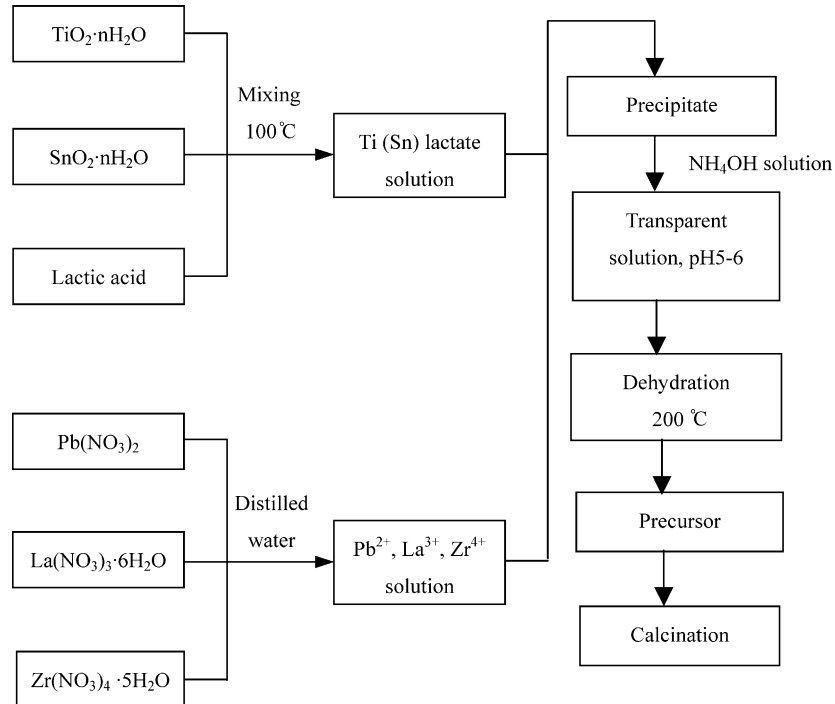 TiO₂·nH₂O
SnO₂·nH₂O
Lactic acid
Mixing
100℃
Ti (Sn) lactate
solution
Pb(NO₃)₂
La(NO₃)₃·6H₂O
Zr(NO₃)₄ ·5H₂O
Distilled
water
Pb²⁺, La³⁺, Zr⁴⁺
solution
Precipitate
NH₄OH solution
Transparent
solution, pH5-6
Dehydration
200 ℃
Precursor
Calcination